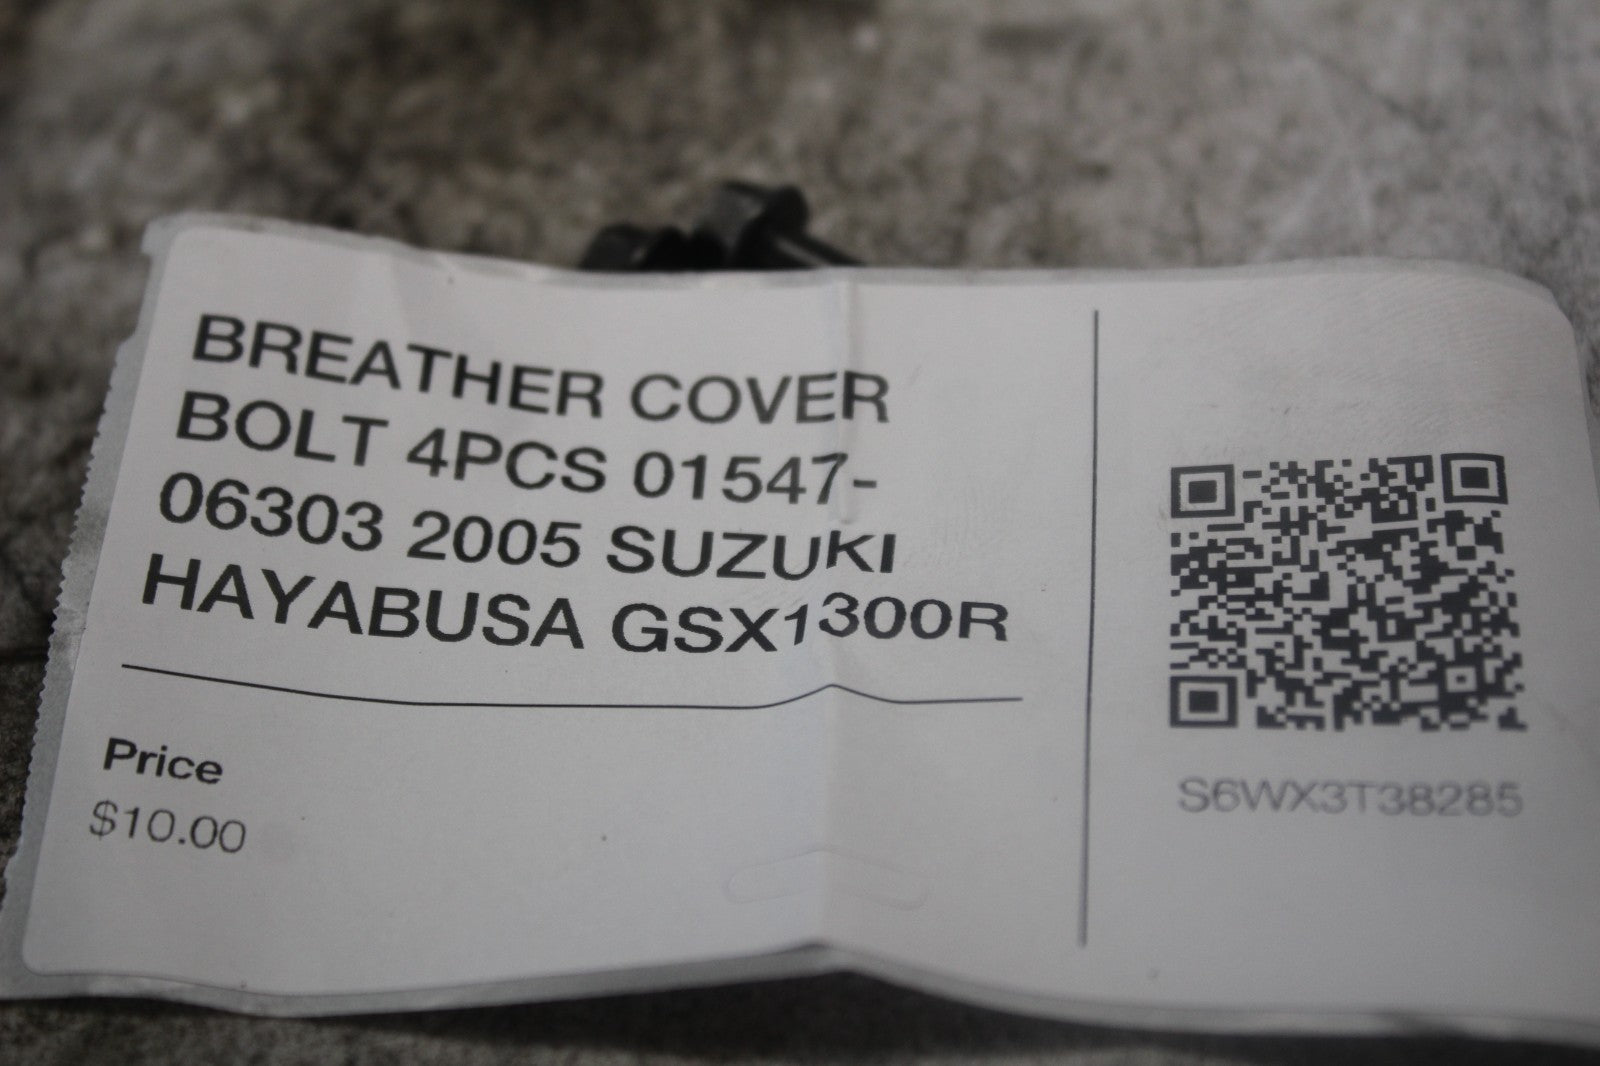 BREATHER COVER
BOLT 4PCS 01547-
06303 2005 SUZUKI
HAYABUSA GSX1300R
Price
$10.00
S6WX3T38285